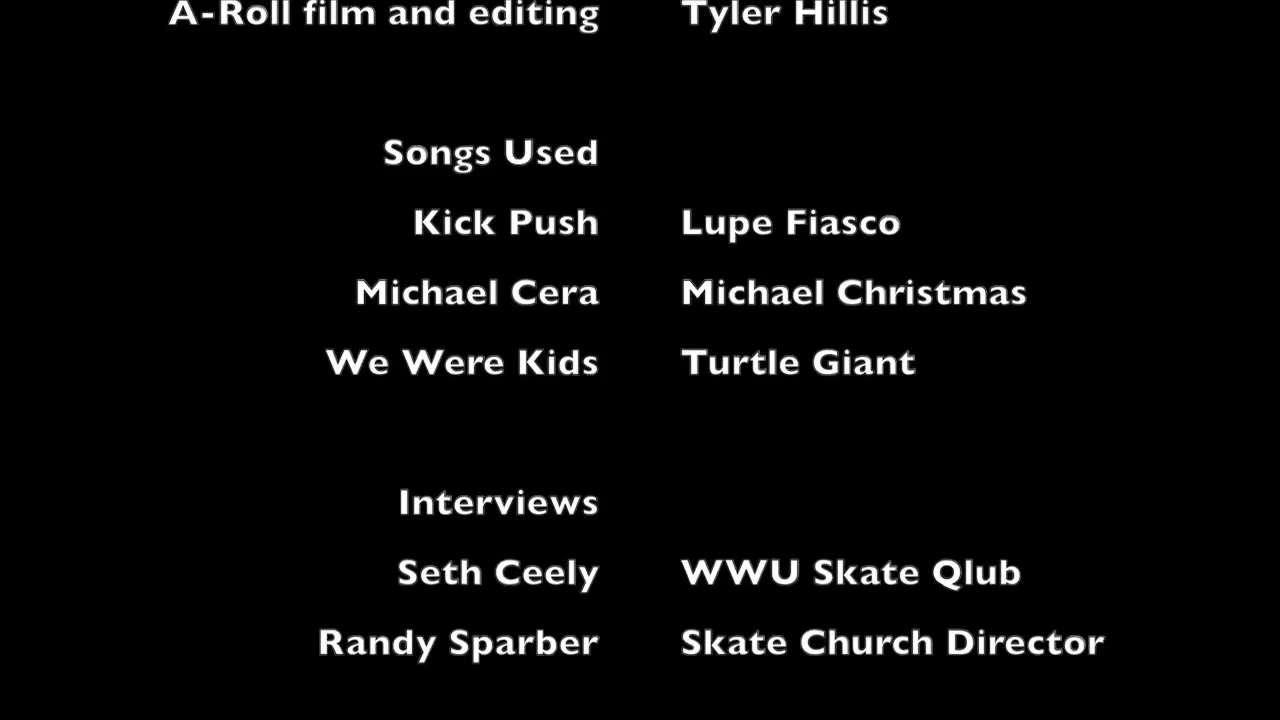 A-Roll film and editing Tyler Hillis
Songs Used
Kick Push Lupe Fiasco
Michael Cera Michael Christmas
We Were Kids Turtle Giant
Interviews
Seth Ceely WWU Skate Qlub
Randy Sparber Skate Church Director